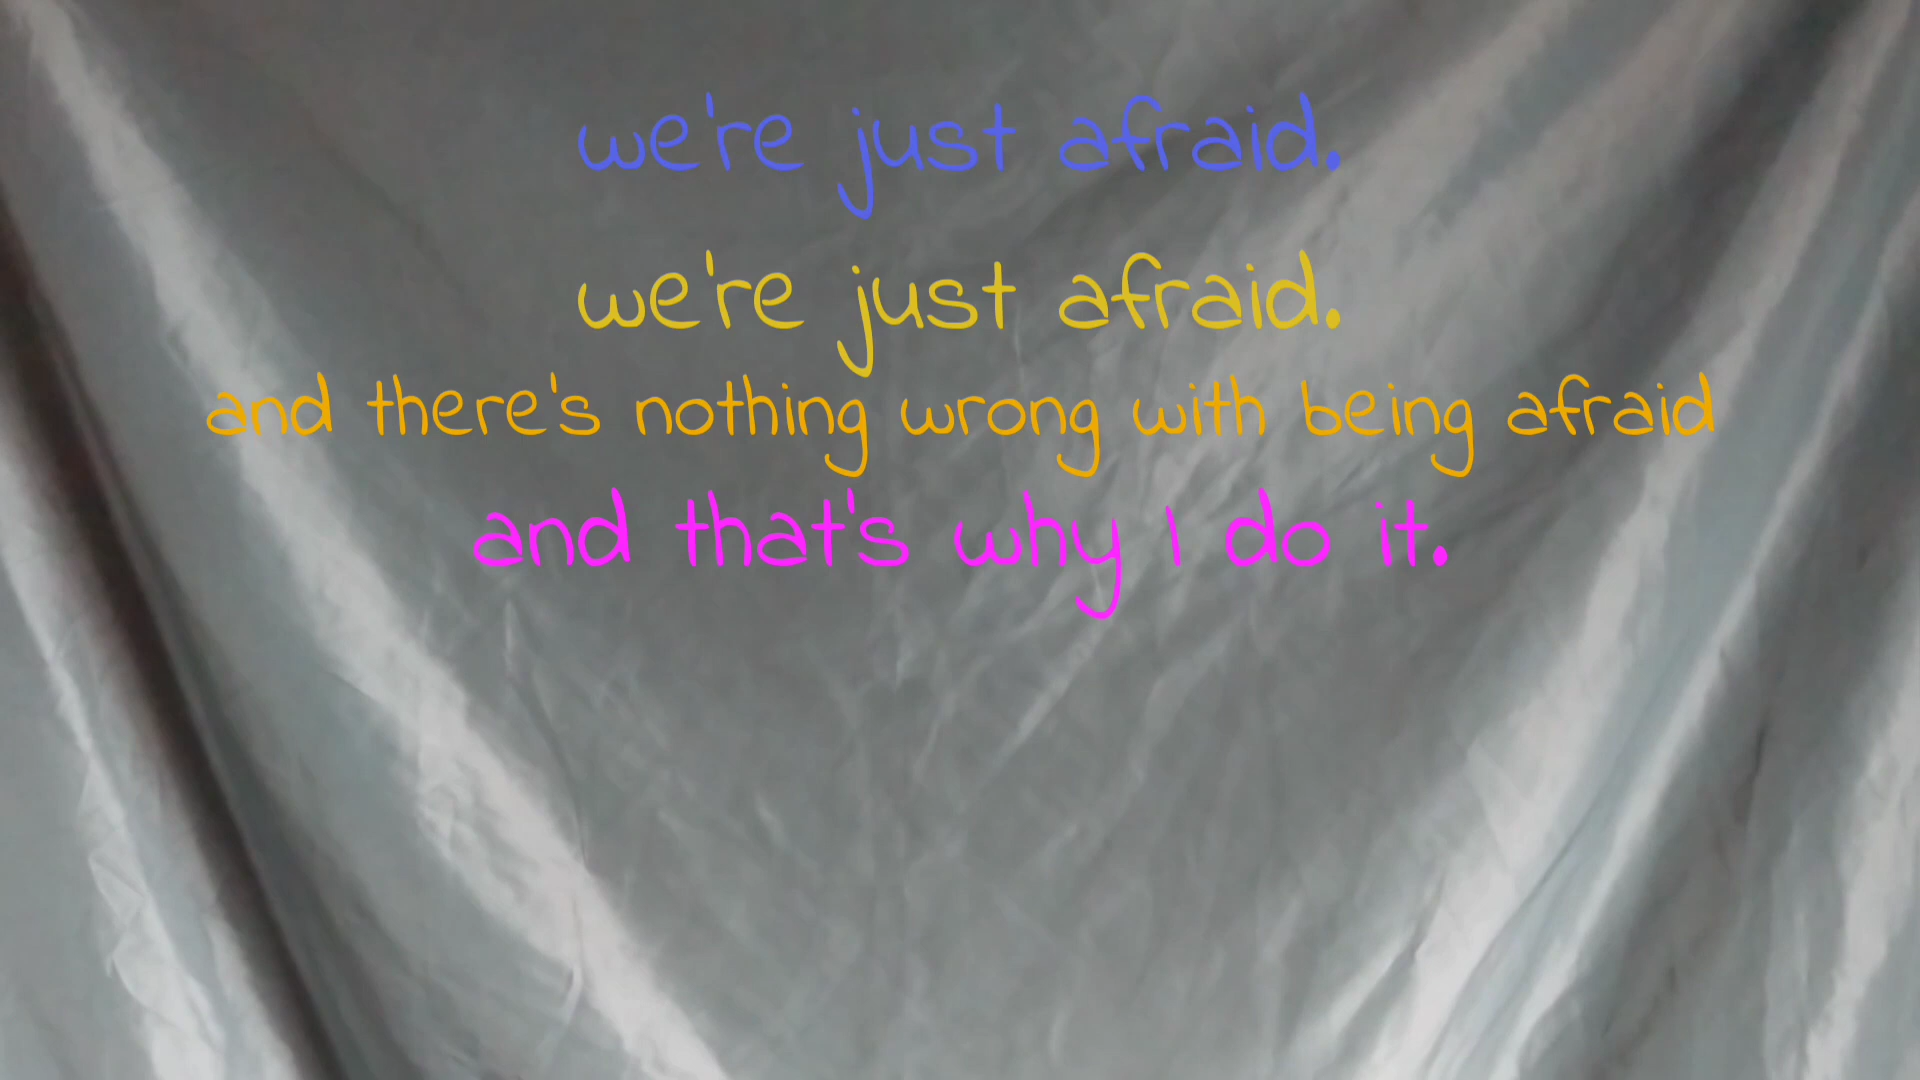 we're just afraid.
we're just afraid.
and there's nothing wrong with being afraid
and that's why I do it.